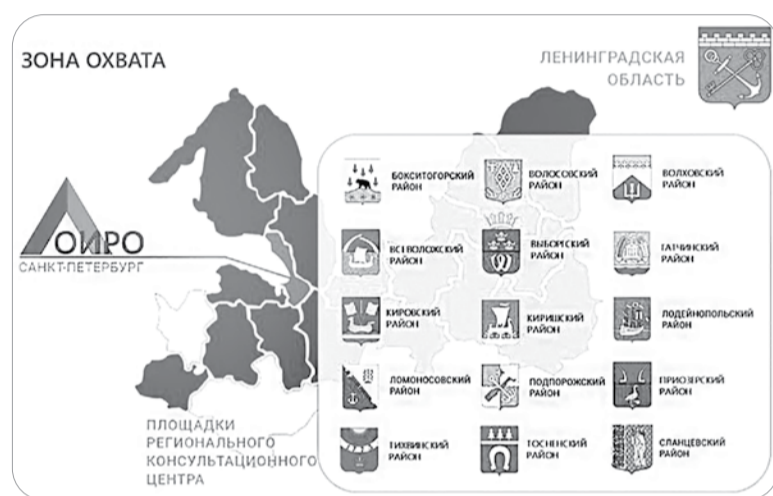 ЗОНА ОХВАТА
ЛЕНИНГРАДСКАЯ
ОБЛАСТЬ
ЛОИРО
САНКТ-ПЕТЕРБУРГ
БОКСИТОГОРСКИЙ
РАЙОН
ВОЛОСОВСКИЙ
РАЙОН
ВОЛХОВСКИЙ
РАЙОН
ВСЕВОЛОЖСКИЙ
РАЙОН
ВЫБОРГСКИЙ
РАЙОН
ГАТЧИНСКИЙ
РАЙОН
КИРОВСКИЙ
РАЙОН
КИРИШСКИЙ
РАЙОН
ЛОДЕЙНОПОЛЬСКИЙ
РАЙОН
ЛОМОНОСОВСКИЙ
РАЙОН
ПОДПОРОЖСКИЙ
РАЙОН
ПРИОЗЕРСКИЙ
РАЙОН
ТИХВИНСКИЙ
РАЙОН
ТОСНЕНСКИЙ
РАЙОН
СЛАНЦЕВСКИЙ
РАЙОН
ПЛОЩАДКИ
РЕГИОНАЛЬНОГО
КОНСУЛЬТАЦИОННОГО
ЦЕНТРА